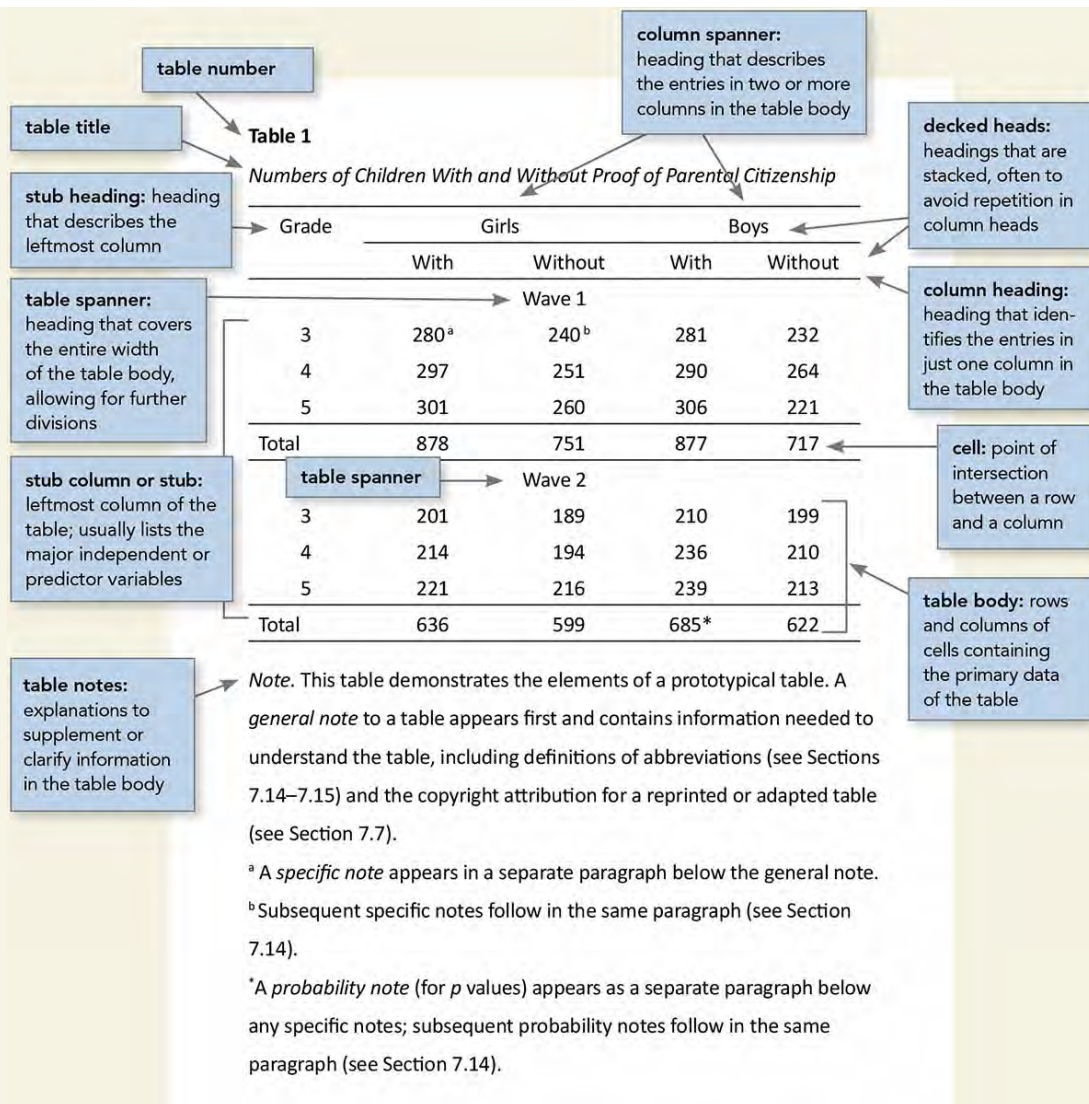 table number
column spanner:
heading that describes
the entries in two or more
columns in the table body
table title
Table 1
Numbers of Children With and Without Proof of Parental Citizenship
decked heads:
headings that are
stacked, often to
avoid repetition in
column heads
stub heading: heading
that describes the
leftmost column
Grade Girls Boys
With Without With Without
column heading:
heading that iden-
tifies the entries in
just one column in
the table body
table spanner:
heading that covers
the entire width
of the table body,
allowing for further
divisions
Wave 1
3 280 a 240 b 281 232
4 297 251 290 264
5 301 260 306 221
Total 878 751 877 717
cell: point of
intersection
between a row
and a column
stub column or stub:
leftmost column of the
table; usually lists the
major independent or
predictor variables
table spanner
Wave 2
3 201 189 210 199
4 214 194 236 210
5 221 216 239 213
Total 636 599 685* 622
table body: rows
and columns of
cells containing
the primary data
of the table
table notes:
explanations to
supplement or
clarify information
in the table body
Note. This table demonstrates the elements of a prototypical table. A
general note to a table appears first and contains information needed to
understand the table, including definitions of abbreviations (see Sections
7.14–7.15) and the copyright attribution for a reprinted or adapted table
(see Section 7.7).
a A specific note appears in a separate paragraph below the general note.
b Subsequent specific notes follow in the same paragraph (see Section
7.14).
*A probability note (for p values) appears as a separate paragraph below
any specific notes; subsequent probability notes follow in the same
paragraph (see Section 7.14).